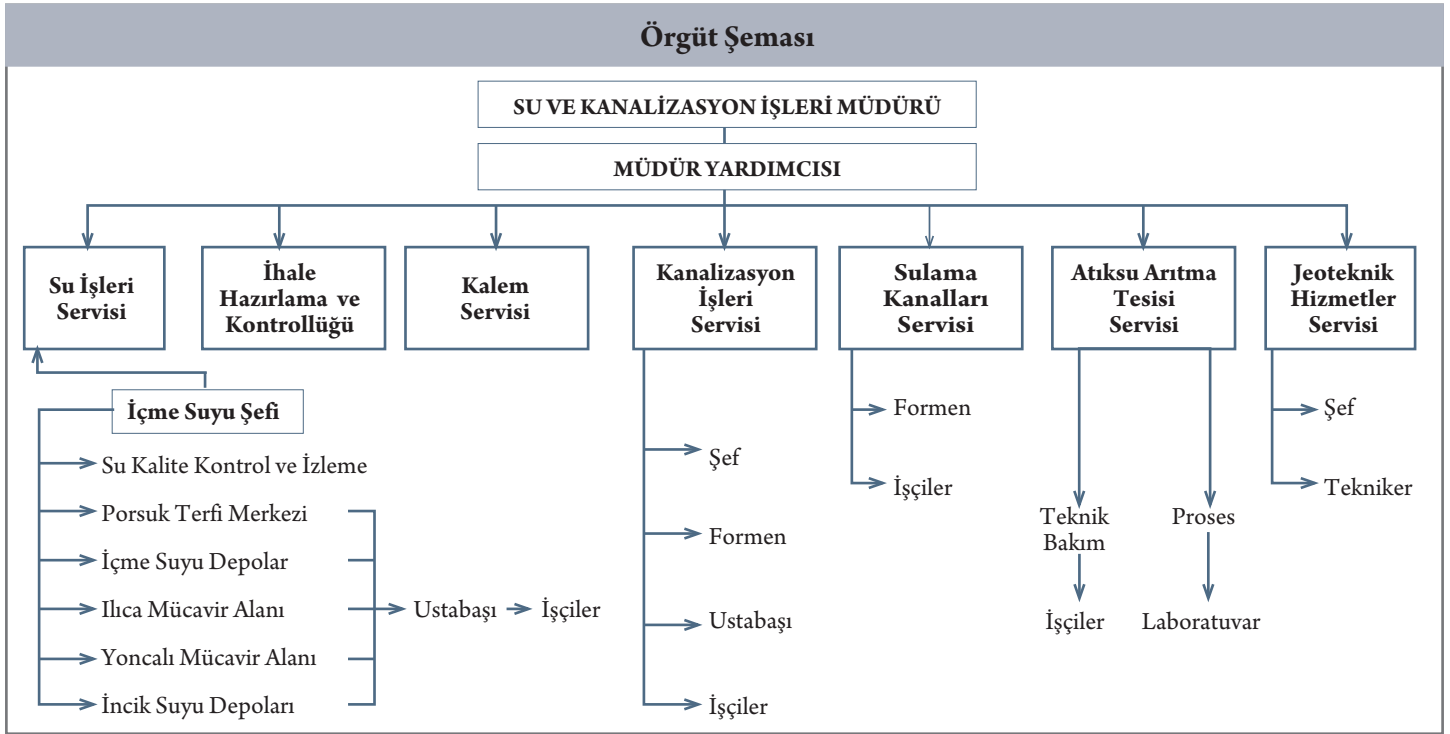 Örgüt Şeması
SU VE KANALİZASYON İŞLERİ MÜDÜRÜ
MÜDÜR YARDIMCISI
Su İşleri
Servisi
İhale
Hazırlama ve
Kontrollüğü
Kalem
Servisi
Kanalizasyon
İşleri
Servisi
Sulama
Kanalları
Servisi
Atıksu Arıtma
Tesisi
Servisi
Jeoteknik
Hizmetler
Servisi
İçme Suyu Şefi
Su Kalite Kontrol ve İzleme
Porsuk Terfi Merkezi
İçme Suyu Depolar
Ilıca Mücavir Alanı
Yoncalı Mücavir Alanı
İncik Suyu Depoları
Ustabaşı
İşçiler
Şef
Formen
Ustabaşı
İşçiler
Formen
İşçiler
Teknik
Bakım
İşçiler
Proses
Laboratuvar
Şef
Tekniker